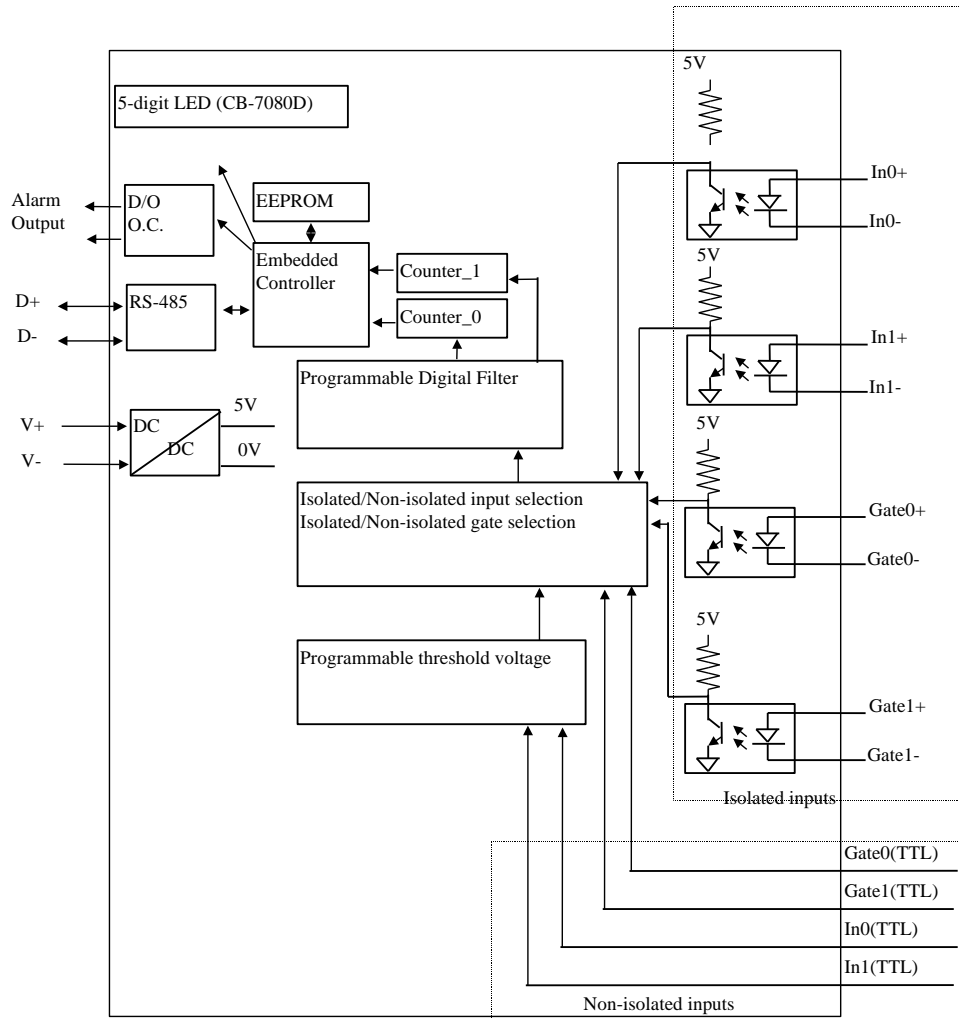 5V
5-digit LED (CB-7080D)
Alarm
Output
D/O
O.C.
EEPROM
In0+
In0-
Embedded
Controller
Counter_1
5V
D+
D-
RS-485
Counter_0
In1+
In1-
Programmable Digital Filter
V+
V-
DC
DC
5V
0V
5V
Isolated/Non-isolated input selection
Isolated/Non-isolated gate selection
Gate0+
Gate0-
5V
Programmable threshold voltage
Gate1+
Gate1-
Isolated inputs
Gate0(TTL)
Gate1(TTL)
In0(TTL)
In1(TTL)
Non-isolated inputs